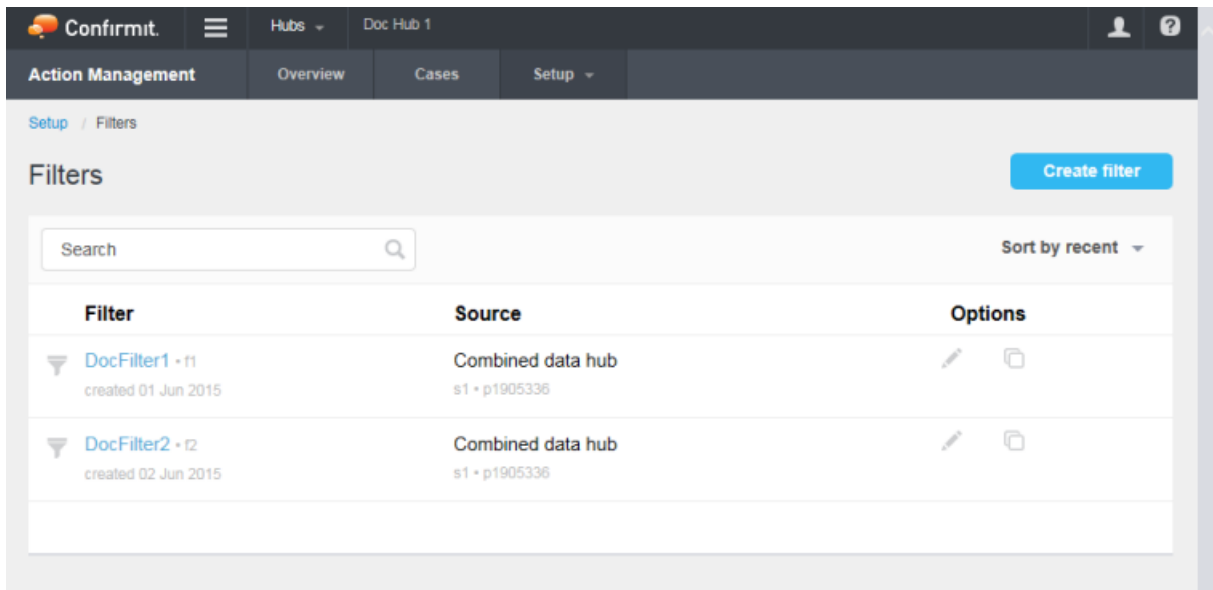 Confirmit. Hubs Doc Hub 1
Action Management Overview Cases Setup
Setup / Filters
Filters
Create filter
Search
Sort by recent
Filter Source Options
DocFilter1 • f1 Combined data hub
created 01 Jun 2015 s1 • p1905336
DocFilter2 • f2 Combined data hub
created 02 Jun 2015 s1 • p1905336